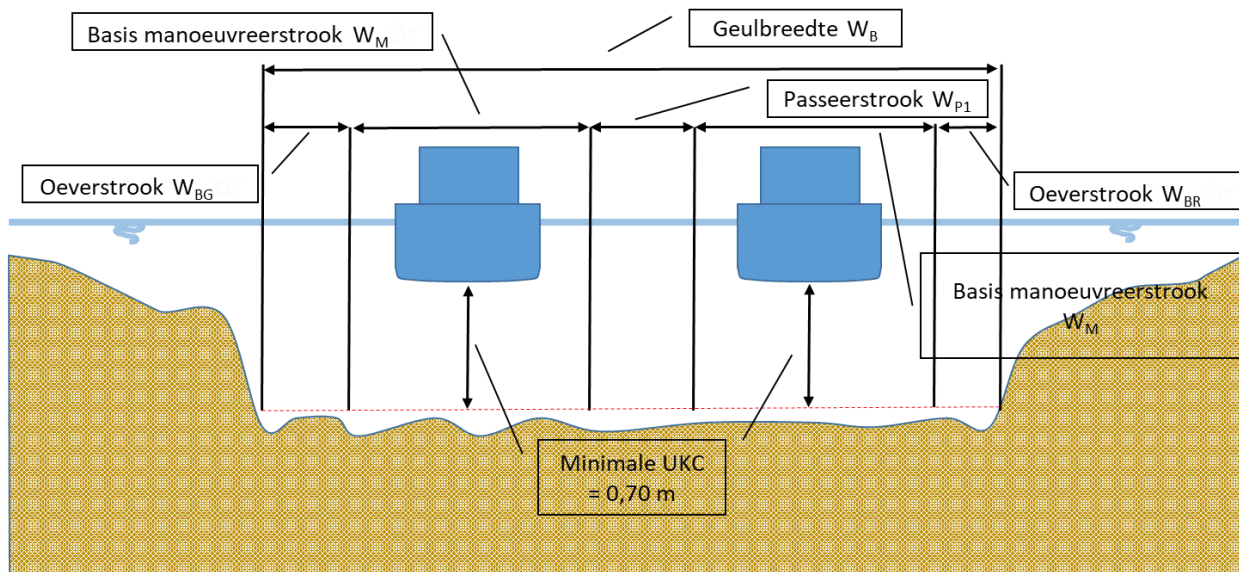 Basis manoeuvreerstrook W_M
Geulbreedte W_B
Passeerstrook W_P1
Oeverstrook W_BG
Oeverstrook W_BR
Basis manoeuvreerstrook
W_M
Minimale UKC
= 0,70 m